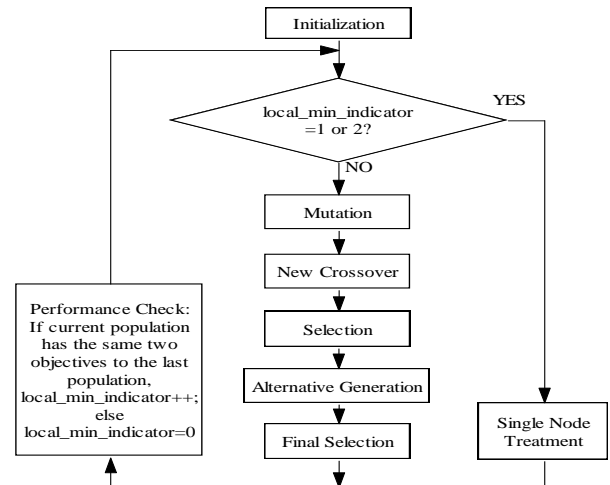 Initialization
local_min_indicator
=1 or 2?
YES
NO
Mutation
New Crossover
Selection
Alternative Generation
Final Selection
Single Node
Treatment
Performance Check:
If current population
has the same two
objectives to the last
population,
local_min_indicator++;
else
local_min_indicator=0